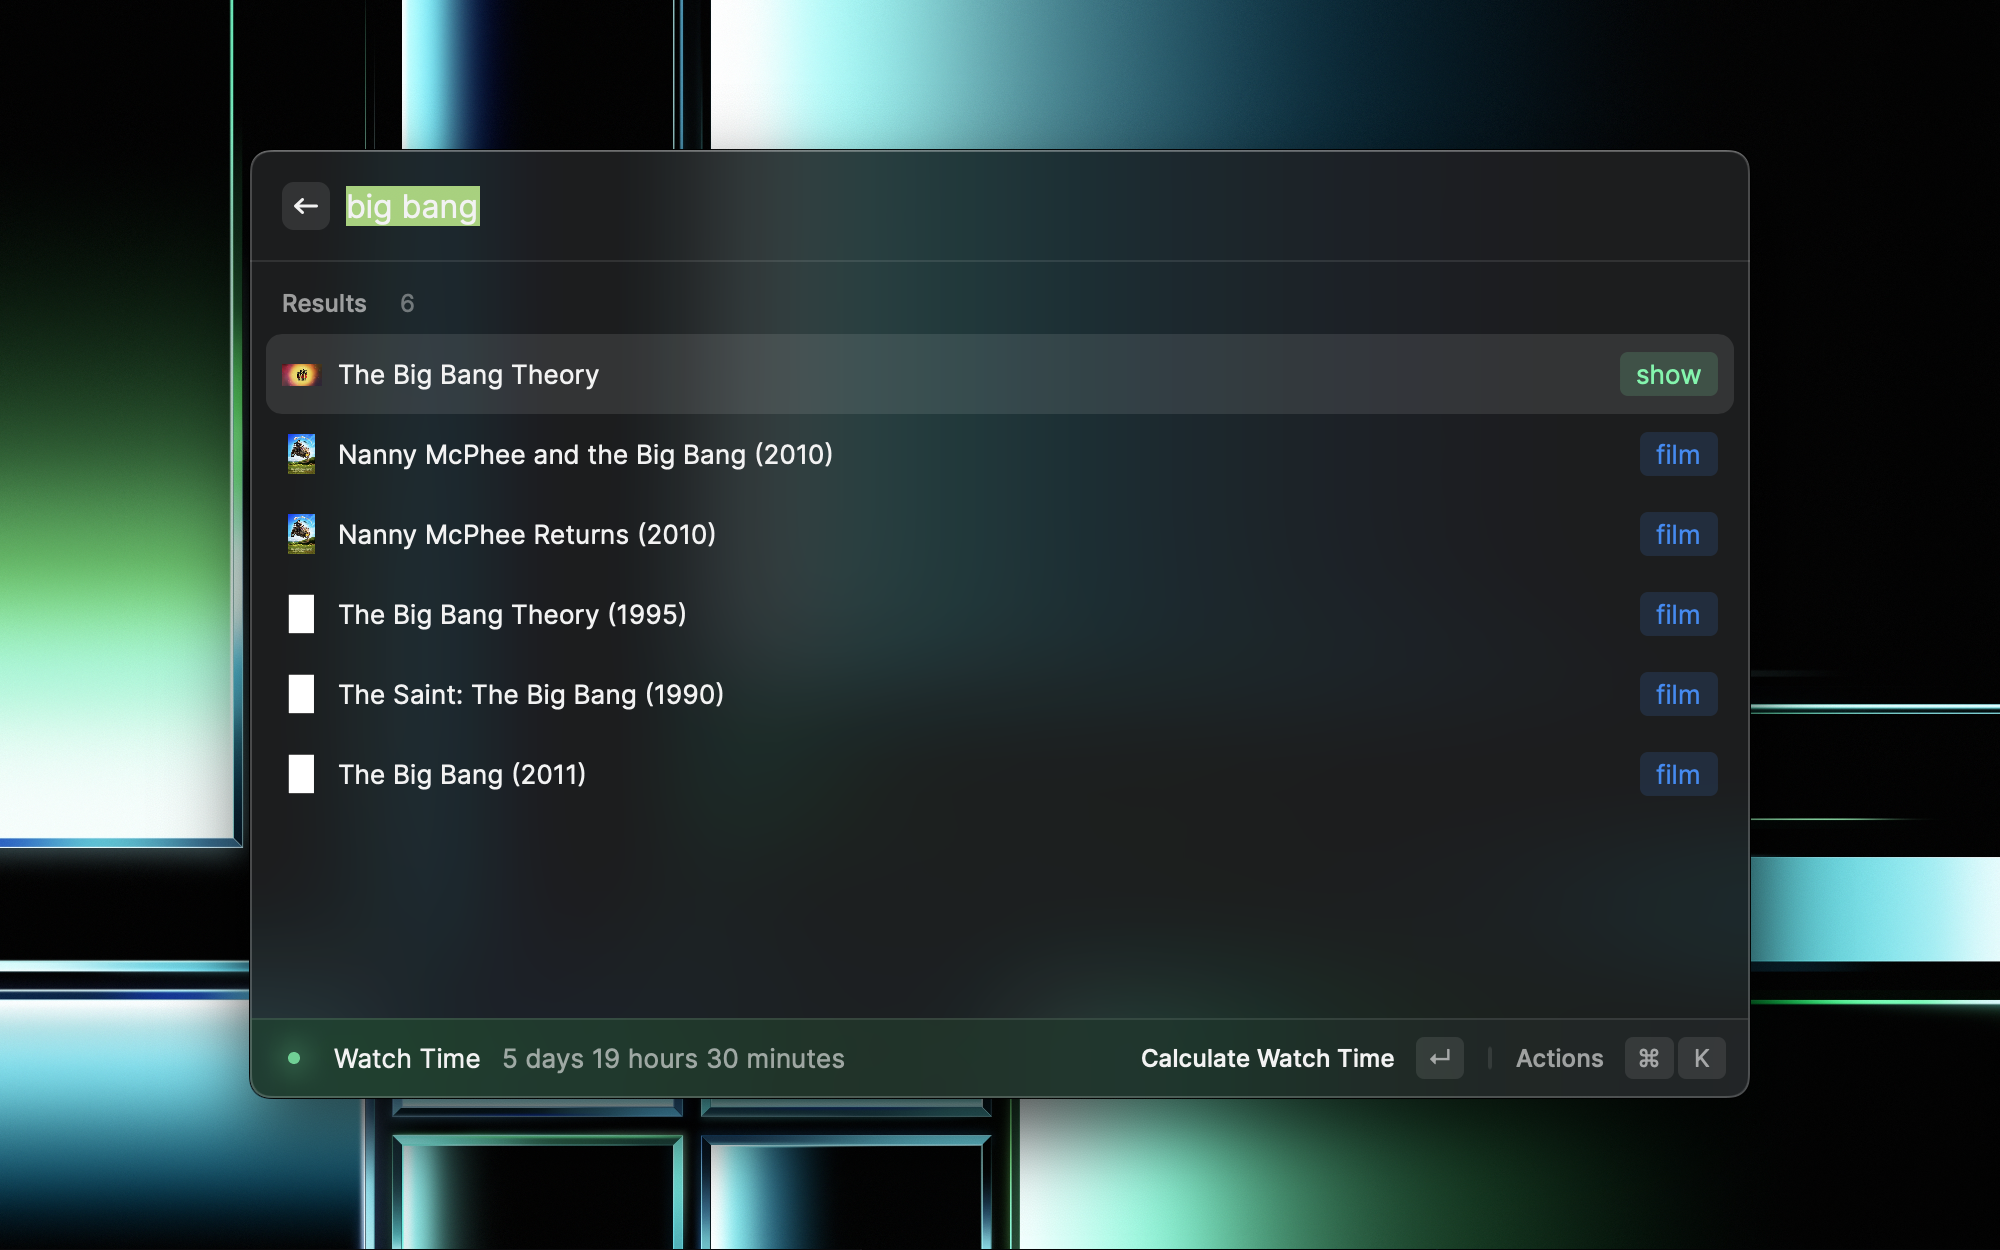 big bang
Results 6
The Big Bang Theory show
Nanny McPhee and the Big Bang (2010) film
Nanny McPhee Returns (2010) film
The Big Bang Theory (1995) film
The Saint: The Big Bang (1990) film
The Big Bang (2011) film
Watch Time 5 days 19 hours 30 minutes Calculate Watch Time ↵ Actions ⌘ K